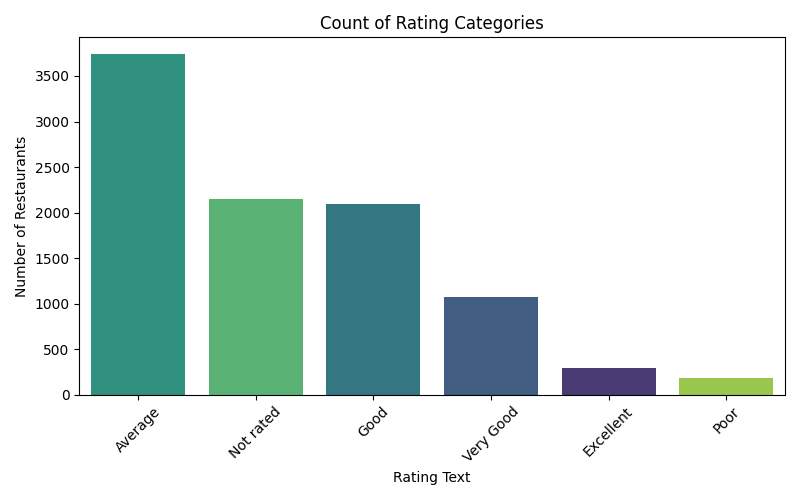 Count of Rating Categories
Number of Restaurants
3500
3000
2500
2000
1500
1000
500
0
Average
Not rated
Good
Very Good
Excellent
Poor
Rating Text